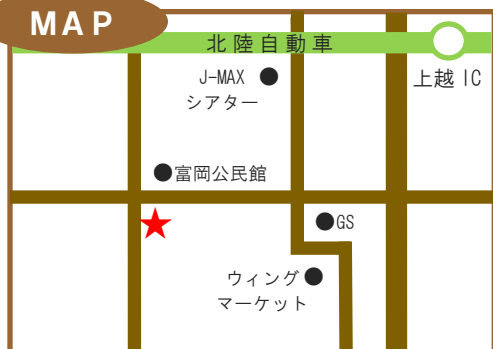 MAP
北陸自動車
J-MAX
シアター
上越 IC
富岡公民館
GS
ウィング
マーケット